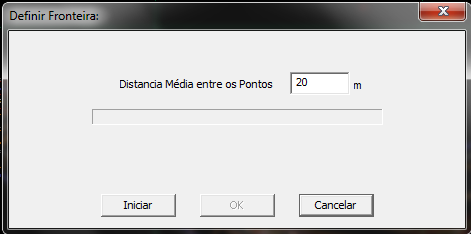 Definir Fronteira:
Distancia Média entre os Pontos 20 m
Iniciar OK Cancelar